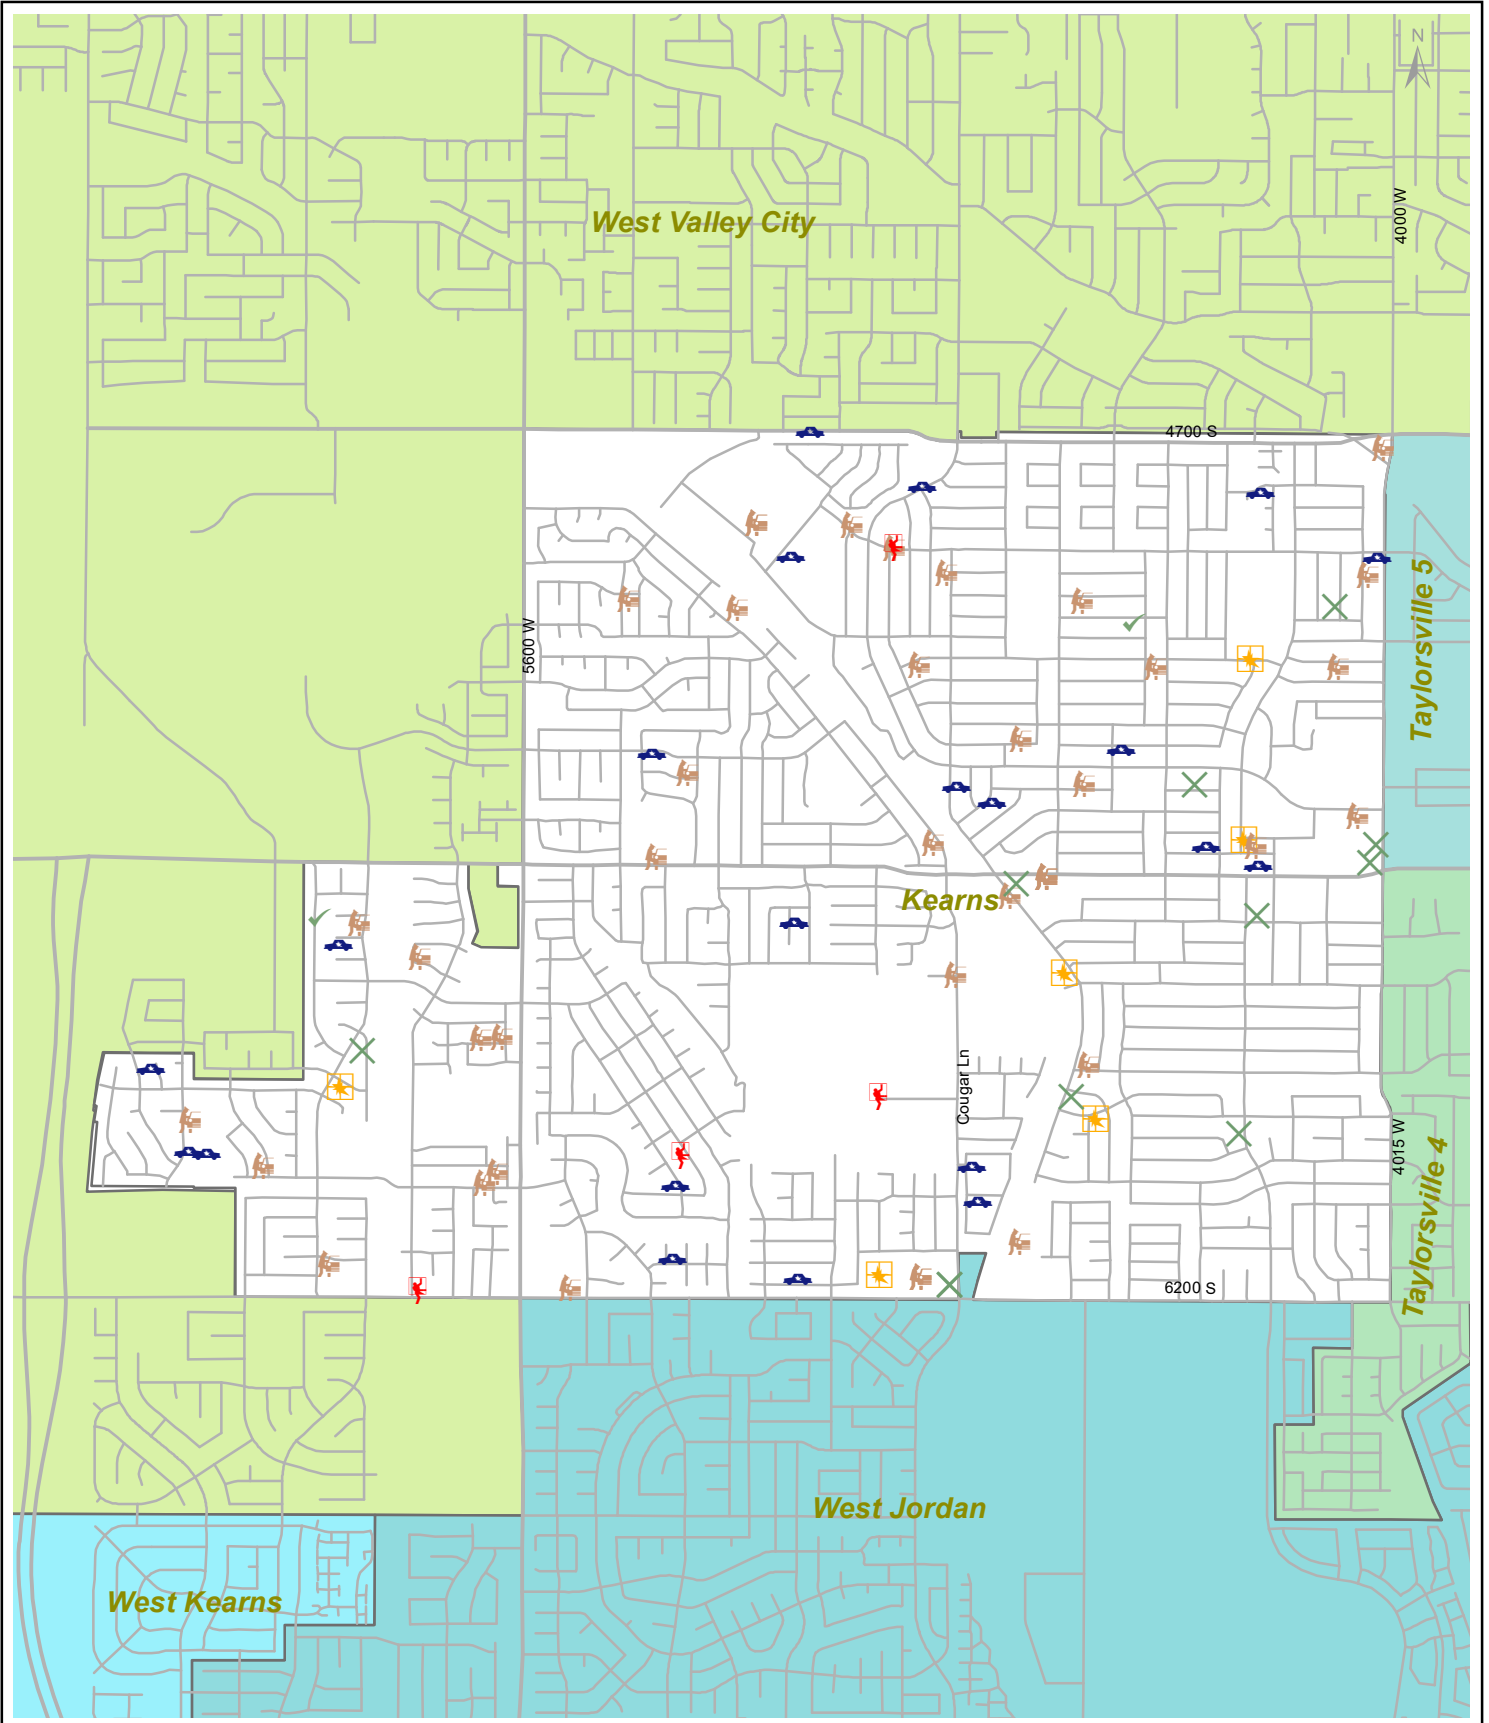 N
4000 W
West Valley City
4700 S
Taylorsville 5
5600 W
Kearns
Cougar Ln
4015 W
Taylorsville 4
6200 S
West Jordan
West Kearns